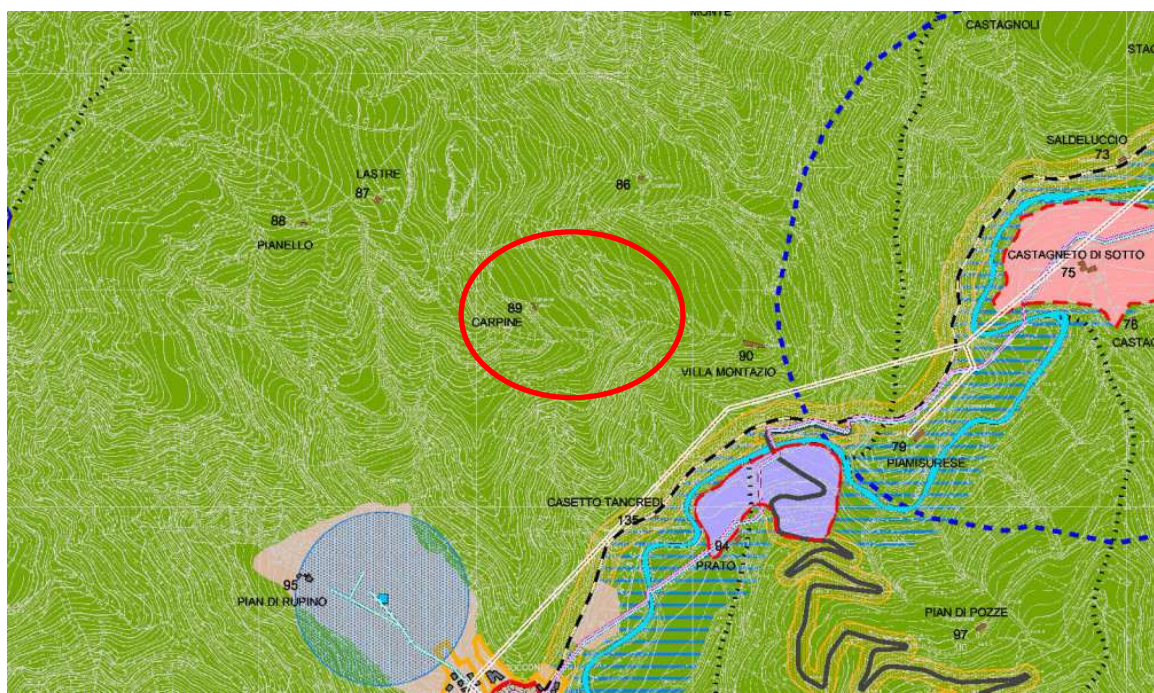 MONTE
CASTAGNOLI
STAG
SALDELUCCIO
73
LASTRE
87
86
88
PIANELLO
CASTAGNETO DI SOTTO
75
89
CARPINE
78
CASTAG
90
VILLA MONTAZIO
79
PIAMISURESE
CASETTO TANCREDI
135
94
PRATO
95
PIAN DI RUPINO
PIAN DI POZZE
97